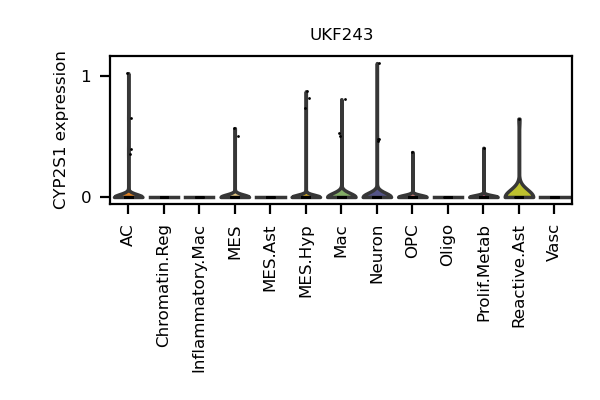 UKF243
CYP2S1 expression
1
0
AC
Chromatin.Reg
Inflammatory.Mac
MES
MES.Ast
MES.Hyp
Mac
Neuron
OPC
Oligo
Prolif.Metab
Reactive.Ast
Vasc